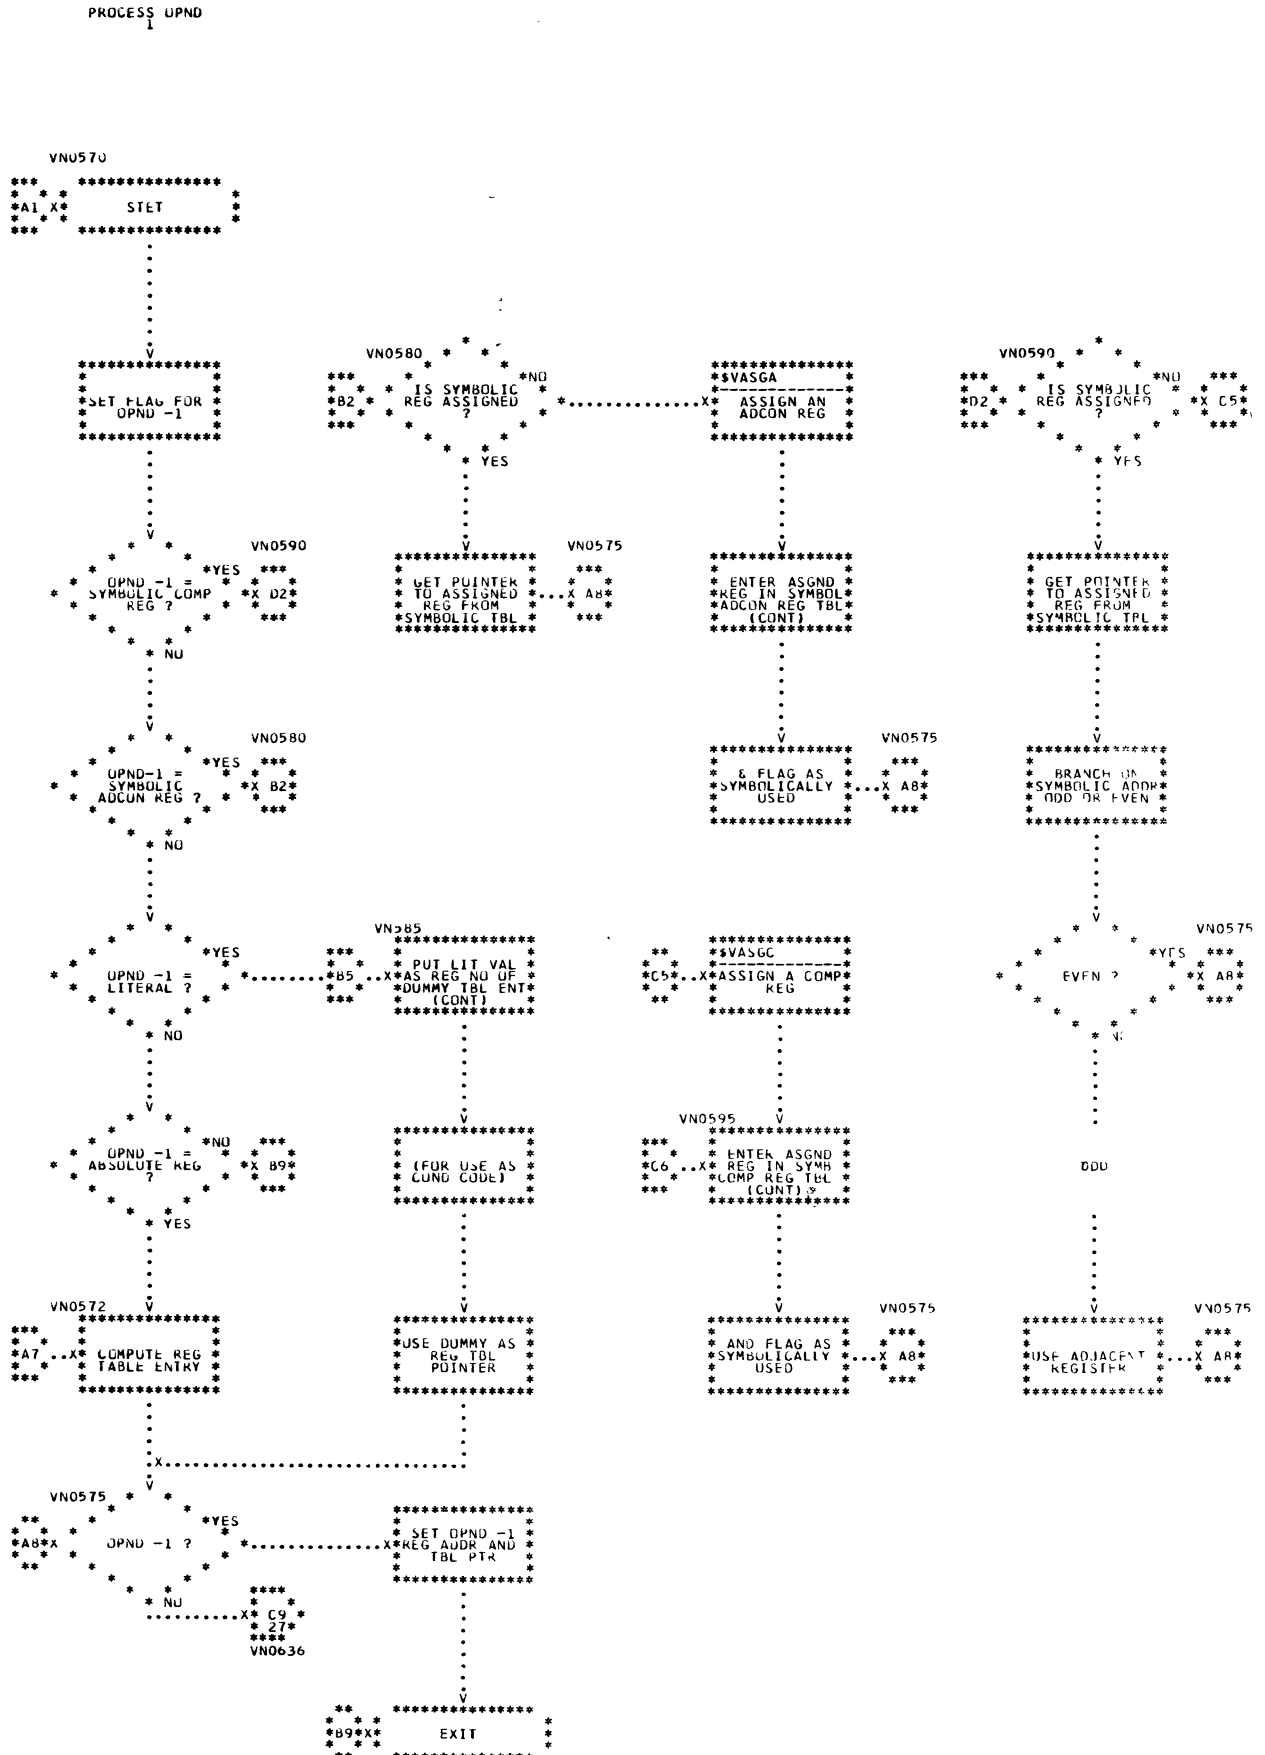 PROCESS OPND
1
VN0570
A1 X
STET
SET FLAG FOR
OPND -1
OPND -1 =
SYMBOLIC COMP
REG ?
YES
VN0590
X D2
NO
OPND-1 =
SYMBOLIC
ADCON REG ?
YES
VN0580
X B2
NO
OPND -1 =
LITERAL ?
YES
NO
OPND -1 =
ABSOLUTE REG
?
NO
X B9
YES
VN0572
A7 ..X
COMPUTE REG
TABLE ENTRY
VN0575
A8 X
OPND -1 ?
YES
NO
X C9
27
VN0636
VN0580
B2
IS SYMBOLIC
REG ASSIGNED
?
NO
YES
GET POINTER
TO ASSIGNED
REG FROM
SYMBOLIC TBL
VN0575
X A8
VN585
B5 ..X
PUT LIT VAL
AS REG NO OF
DUMMY TBL ENT
(CONT)
(FOR USE AS
COND CODE)
USE DUMMY AS
REG TBL
POINTER
SET OPND -1
REG ADDR AND
TBL PTR
B9 X
EXIT
$VASGA
ASSIGN AN
ADCON REG
ENTER ASGND
REG IN SYMBOL
ADCON REG TBL
(CONT)
& FLAG AS
SYMBOLICALLY
USED
VN0575
X A8
$VASGC
C5 ..X
ASSIGN A COMP
REG
VN0595
C6 ..X
ENTER ASGND
REG IN SYMB
COMP REG TBL
(CONT)
AND FLAG AS
SYMBOLICALLY
USED
VN0575
X A8
VN0590
D2
IS SYMBOLIC
REG ASSIGNED
?
NO
X C5
YES
GET POINTER
TO ASSIGNED
REG FROM
SYMBOLIC TBL
BRANCH ON
SYMBOLIC ADDR
ODD OR EVEN
EVEN ?
YES
VN0575
X A8
NO
ODD
USE ADJACENT
REGISTER
VN0575
X A8